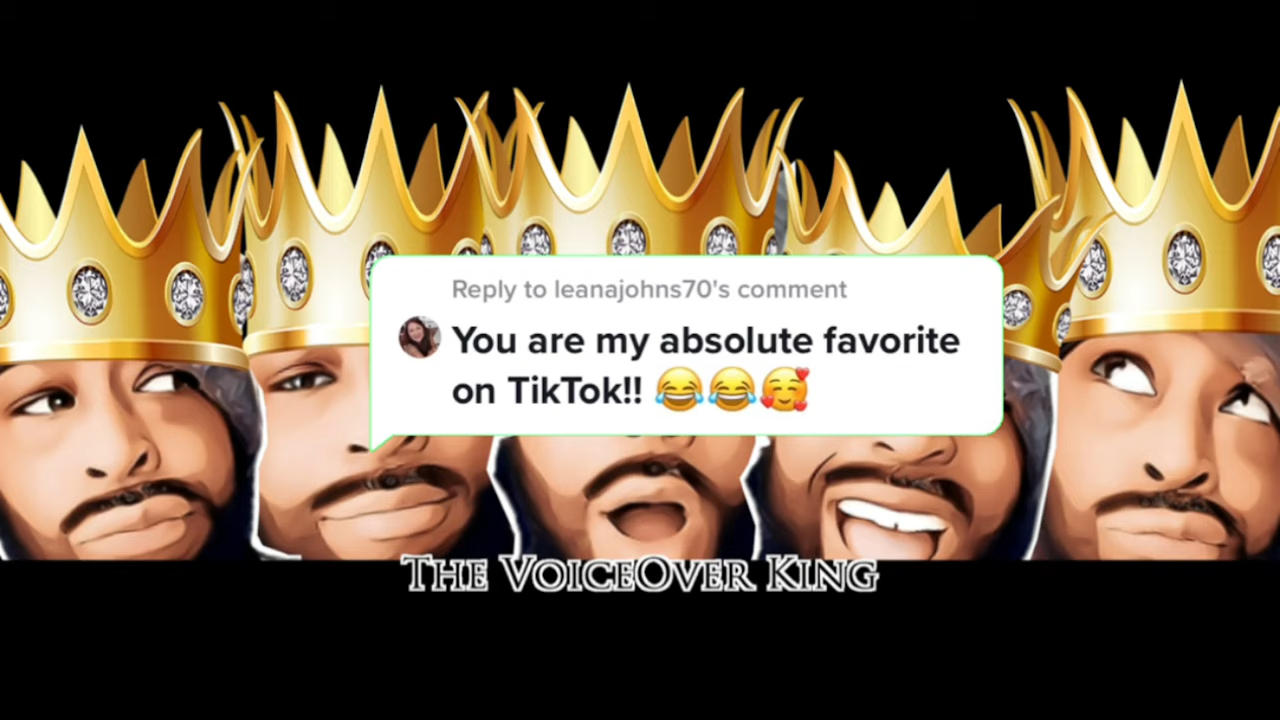 Reply to leanajohns70's comment
You are my absolute favorite
on TikTok!! 😂😂🥰
The VoiceOver King